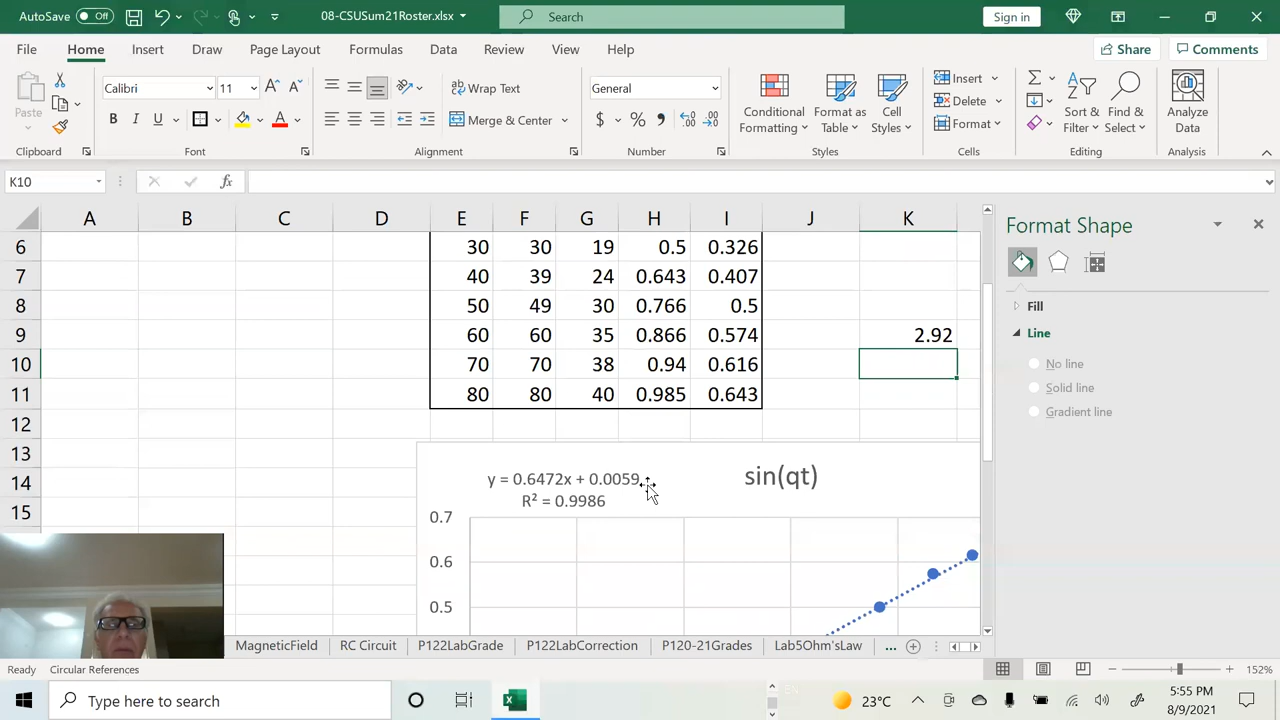 AutoSave Off 08-CSUSum21Roster.xlsx Search Sign in
File Home Insert Draw Page Layout Formulas Data Review View Help Share Comments
Paste Calibri 11 A A ab Wrap Text General Conditional Formatting Format as Table Cell Styles Insert Delete Format Sort & Filter Find & Select Analyze Data
B I U A Merge & Center $ % 9
Clipboard Font Alignment Number Styles Cells Editing Analysis
K10 fx
A B C D E F G H I J K
6 30 30 19 0.5 0.326
7 40 39 24 0.643 0.407
8 50 49 30 0.766 0.5
9 60 60 35 0.866 0.574 2.92
10 70 70 38 0.94 0.616
11 80 80 40 0.985 0.643
12
13
14
15
y = 0.6472x + 0.0059
R² = 0.9986
sin(qt)
0.7
0.6
0.5
Format Shape
Fill
Line
No line
Solid line
Gradient line
MagneticField RC Circuit P122LabGrade P122LabCorrection P120-21Grades Lab5Ohm'sLaw ...
Ready Circular References 152%
Type here to search 23°C 5:55 PM
8/9/2021